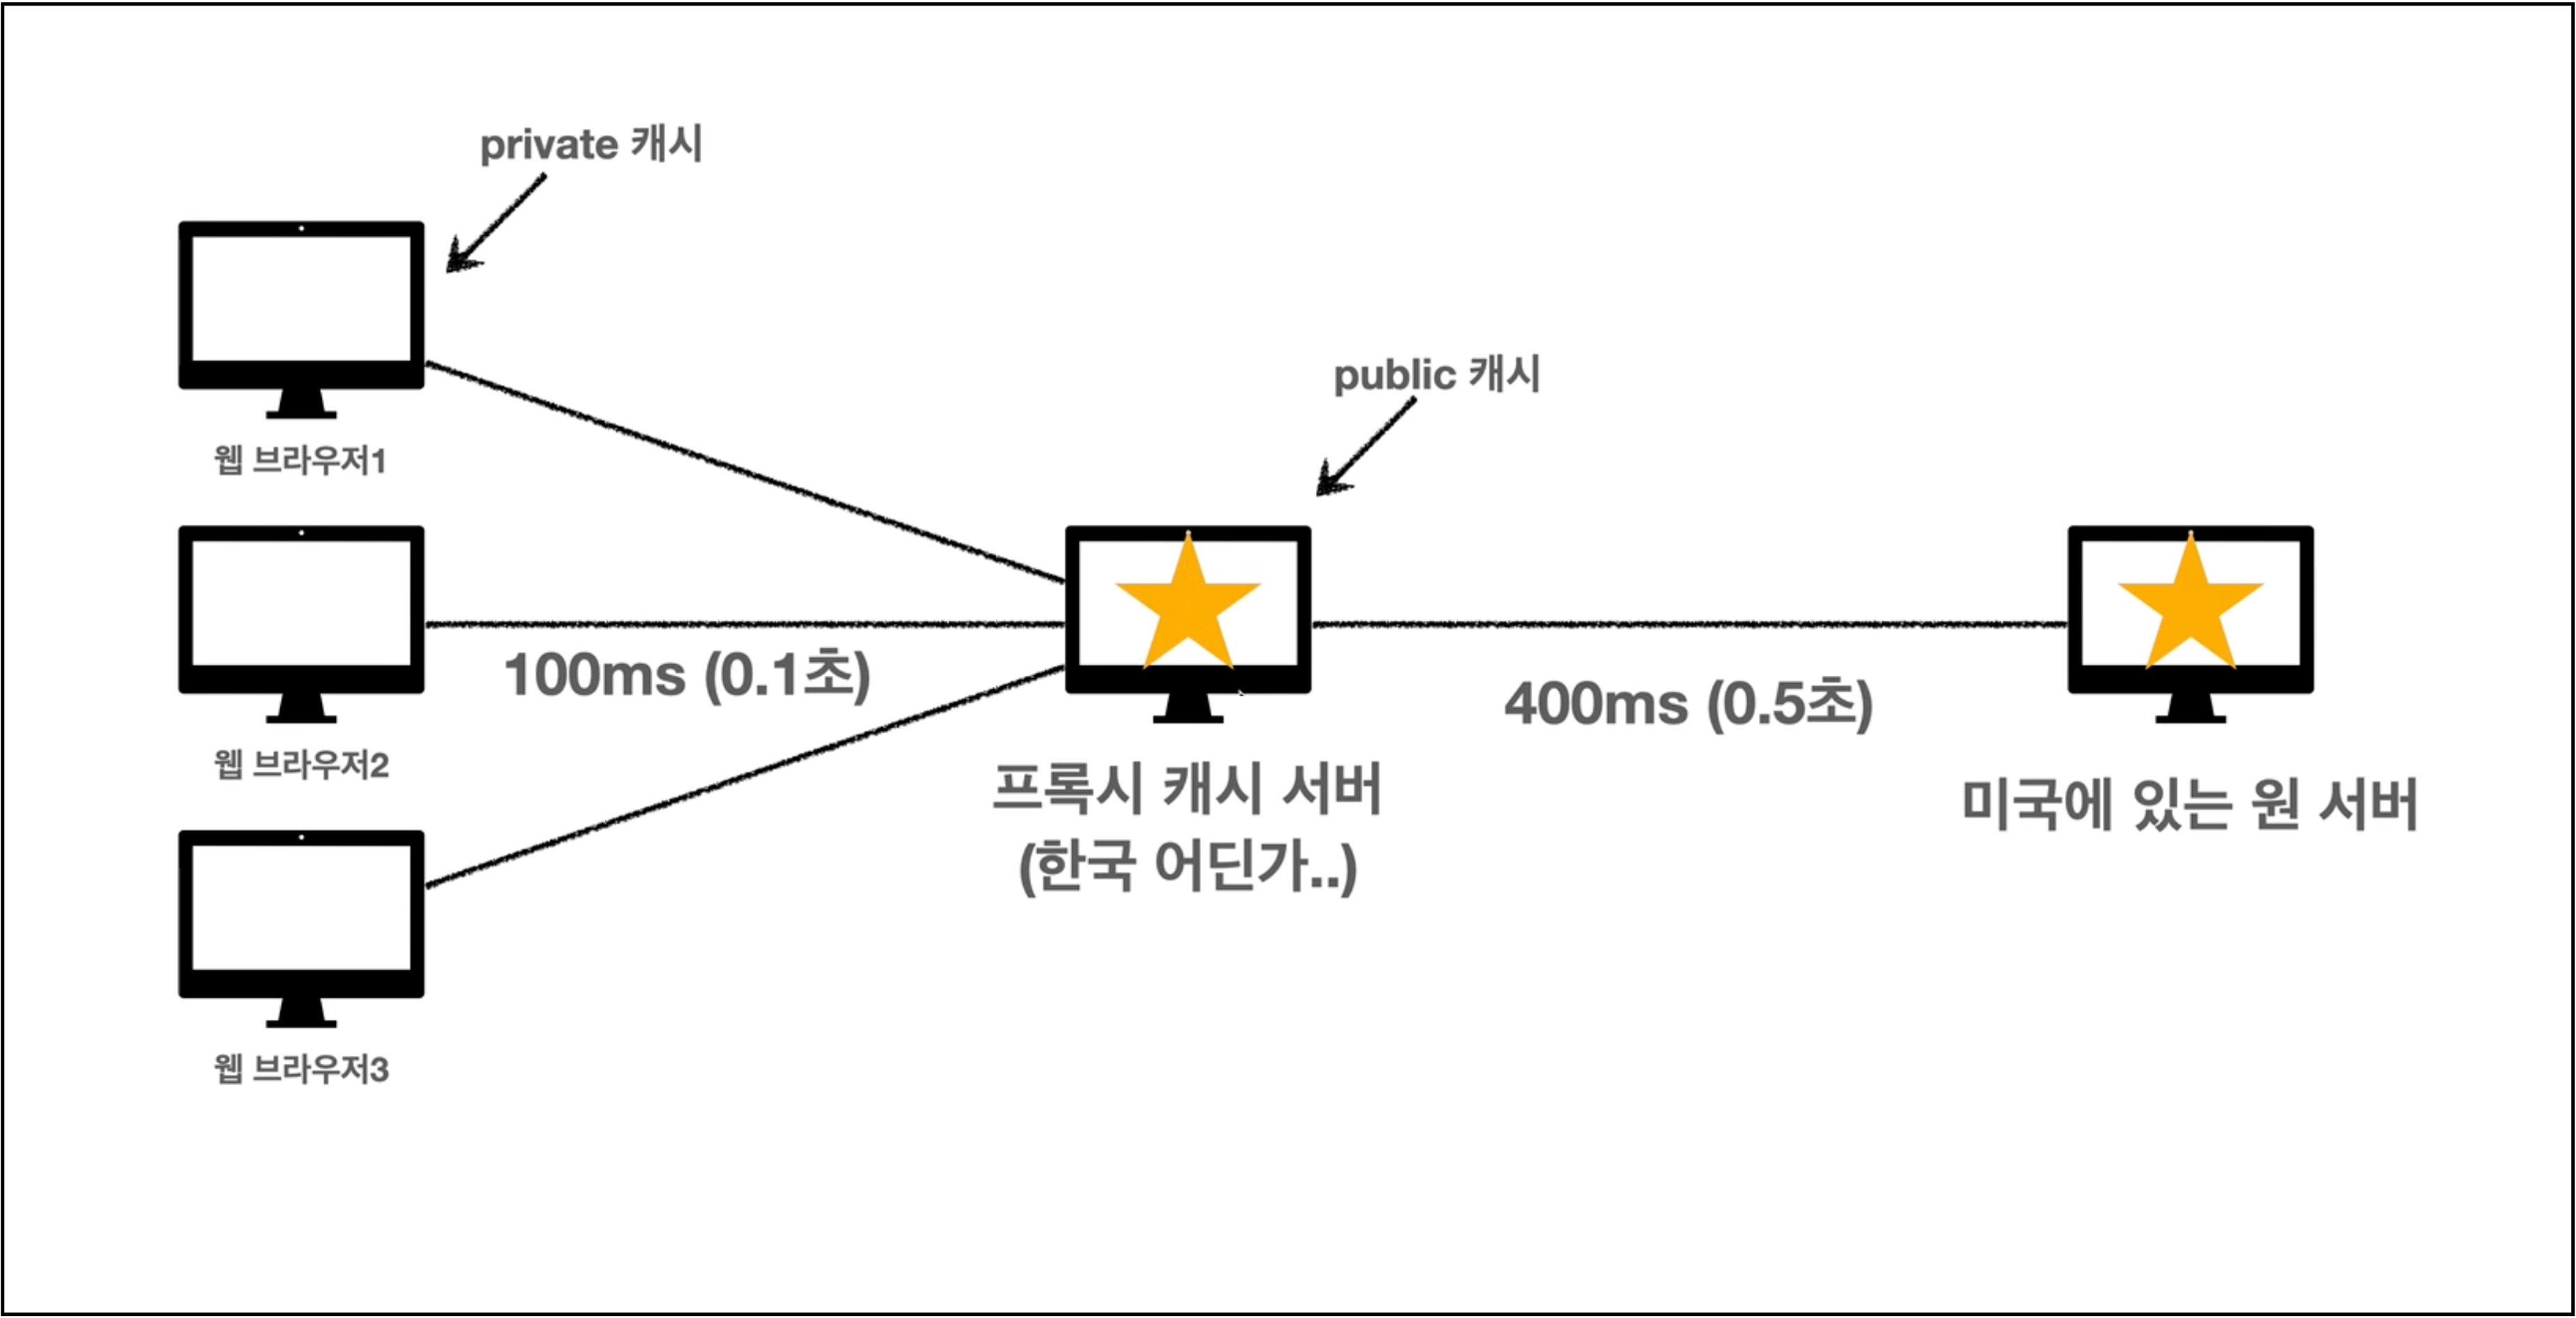 private 캐시
웹 브라우저1
public 캐시
웹 브라우저2
100ms (0.1초)
프록시 캐시 서버
(한국 어딘가..)
400ms (0.5초)
미국에 있는 원 서버
웹 브라우저3